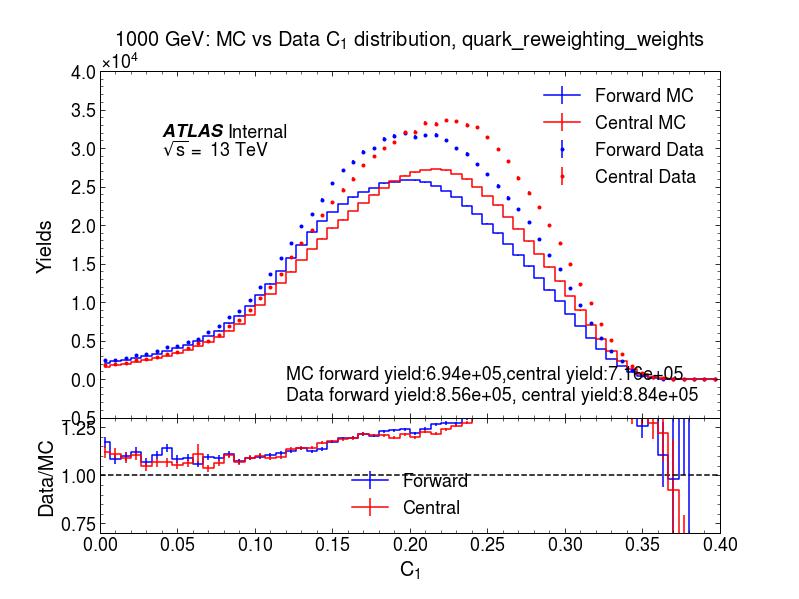 1000 GeV: MC vs Data C1 distribution, quark_reweighting_weights
×10^4
4.0
3.5
3.0
2.5
2.0
1.5
1.0
0.5
0.0
0.5
Yields
ATLAS Internal
√s = 13 TeV
Forward MC
Central MC
Forward Data
Central Data
MC forward yield:6.94e+05,central yield:7.16e+05
Data forward yield:8.56e+05, central yield:8.84e+05
1.25
1.00
0.75
Data/MC
Forward
Central
0.00 0.05 0.10 0.15 0.20 0.25 0.30 0.35 0.40
C1